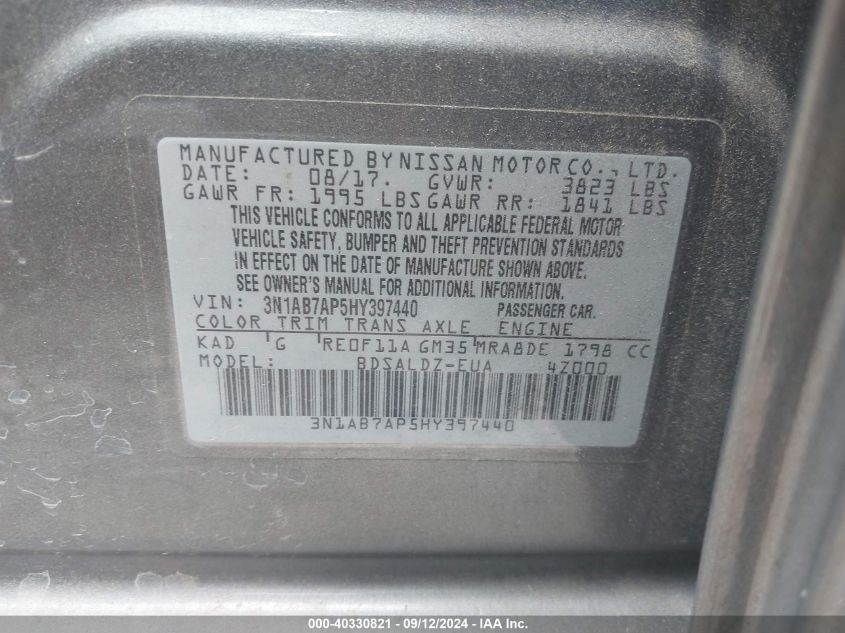 MANUFACTURED BY NISSAN MOTOR CO., LTD.
DATE: 08/17. GVWR: 3823 LBS
GAWR FR: 1995 LBS GAWR RR: 1841 LBS
THIS VEHICLE CONFORMS TO ALL APPLICABLE FEDERAL MOTOR
VEHICLE SAFETY, BUMPER AND THEFT PREVENTION STANDARDS
IN EFFECT ON THE DATE OF MANUFACTURE SHOWN ABOVE.
SEE OWNER'S MANUAL FOR ADDITIONAL INFORMATION.
VIN: 3N1AB7AP5HY397440 PASSENGER CAR.
COLOR TRIM TRANS AXLE ENGINE
KAD G RE0F11A GM35 MRA8DE 1798 CC
MODEL: BDSALDZ-EUA 4Z000
3N1AB7AP5HY397440
000-40330821 - 09/12/2024 - IAAI Inc.